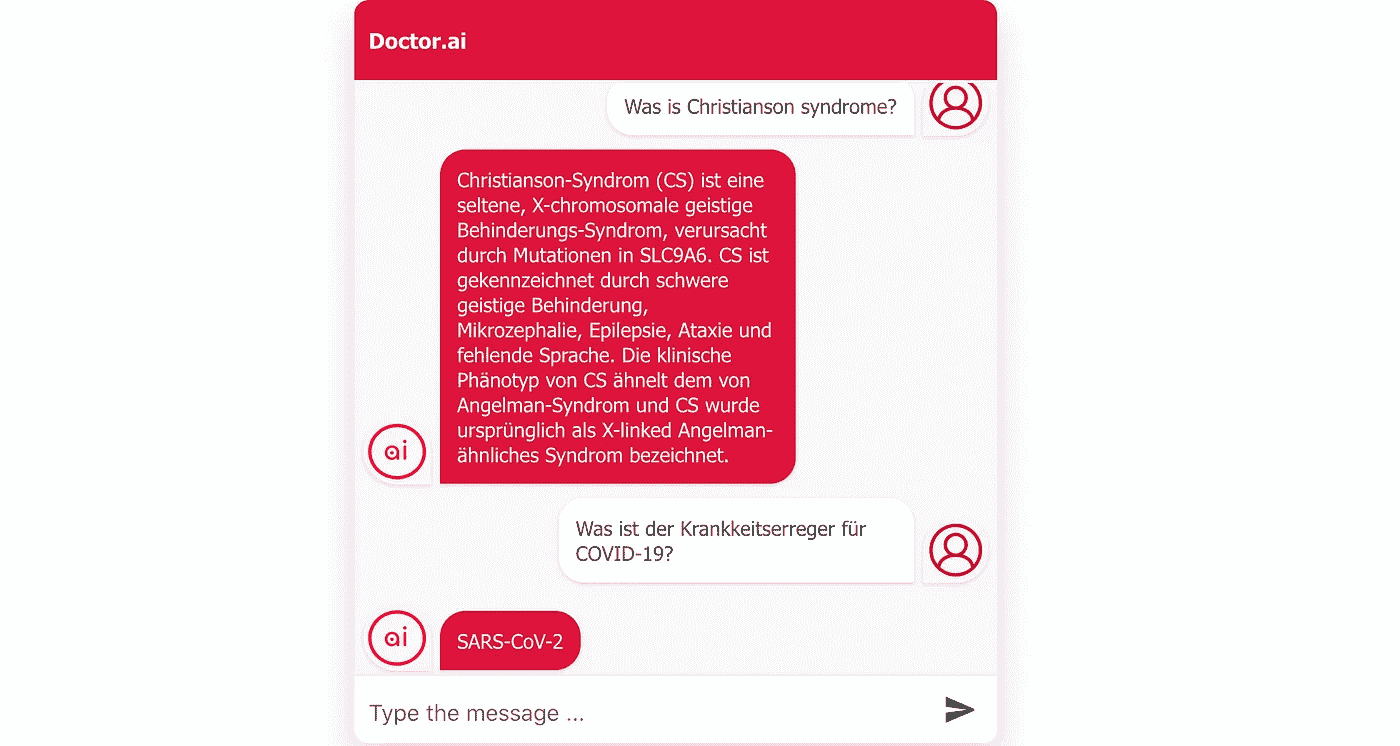 Doctor.ai
Was is Christianson syndrome?
Christianson-Syndrom (CS) ist eine
seltene, X-chromosomale geistige
Behinderungs-Syndrom, verursacht
durch Mutationen in SLC9A6. CS ist
gekennzeichnet durch schwere
geistige Behinderung,
Mikrozephalie, Epilepsie, Ataxie und
fehlende Sprache. Die klinische
Phänotyp von CS ähnelt dem von
Angelman-Syndrom und CS wurde
ursprünglich als X-linked Angelman-
ähnliches Syndrom bezeichnet.
ai
Was ist der Krankkeitserreger für
COVID-19?
ai
SARS-CoV-2
Type the message ...